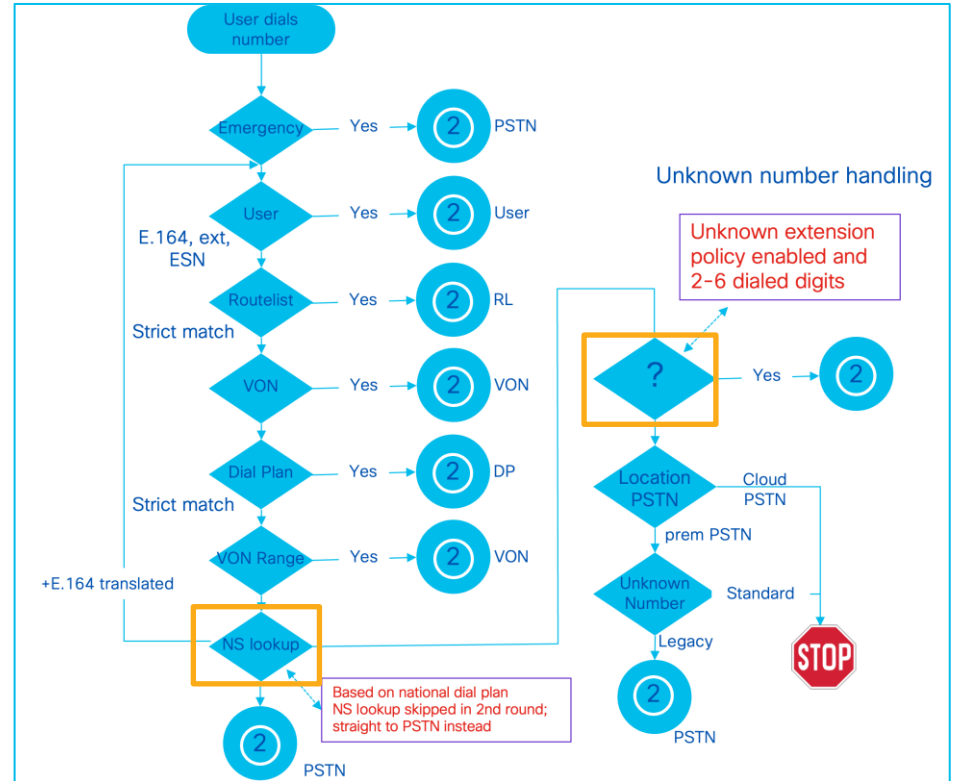 User dials
number
Emergency
Yes
2
PSTN
User
Yes
2
User
E.164, ext,
ESN
Routelist
Yes
2
RL
Strict match
VON
Yes
2
VON
Dial Plan
Yes
2
DP
Strict match
VON Range
Yes
2
VON
+E.164 translated
NS lookup
Based on national dial plan
NS lookup skipped in 2nd round;
straight to PSTN instead
2
PSTN
Unknown number handling
Unknown extension
policy enabled and
2-6 dialed digits
?
Yes
2
Location
PSTN
Cloud
PSTN
prem PSTN
Unknown
Number
Standard
Legacy
STOP
2
PSTN